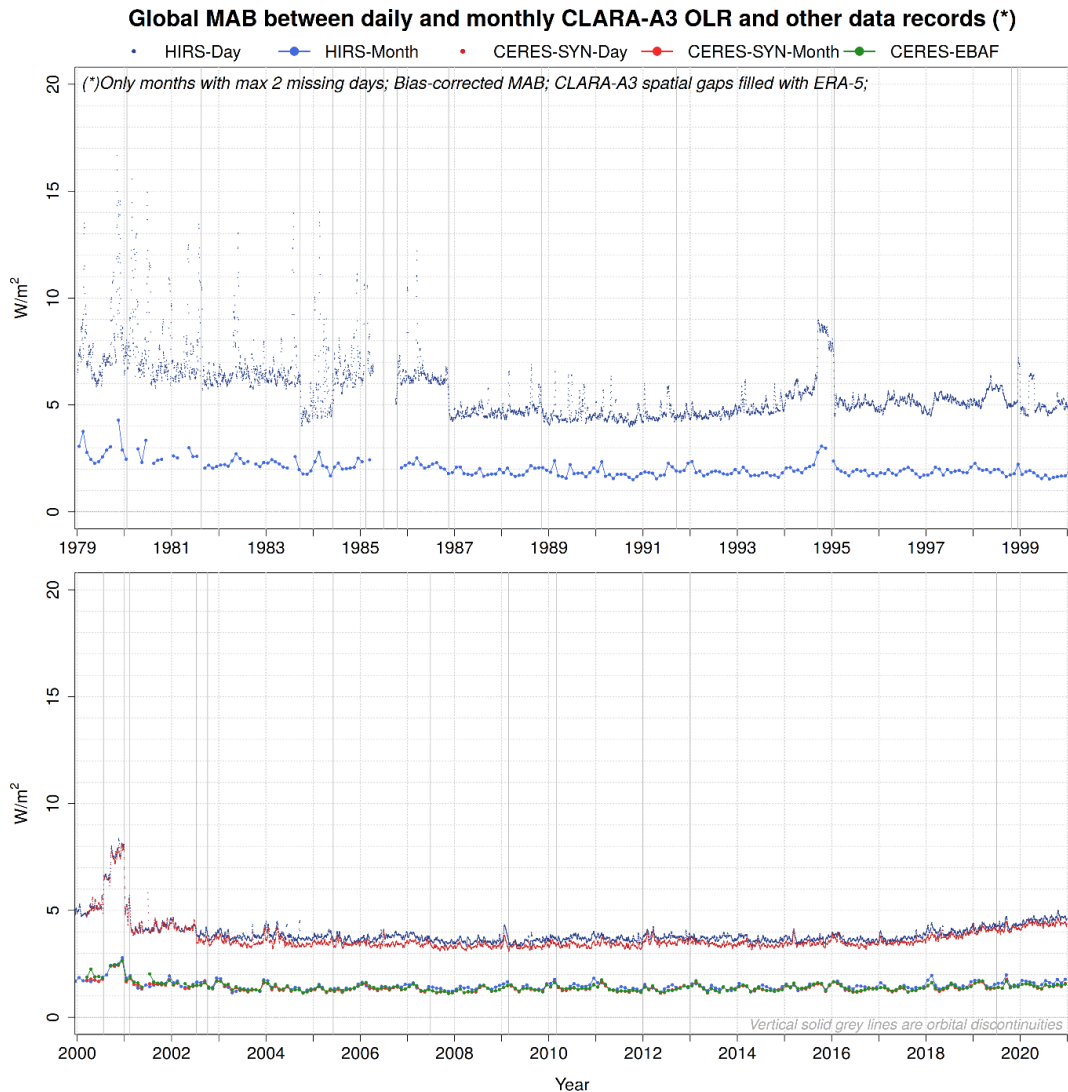 Global MAB between daily and monthly CLARA-A3 OLR and other data records (*)
HIRS-Day HIRS-Month CERES-SYN-Day CERES-SYN-Month CERES-EBAF
(*)Only months with max 2 missing days; Bias-corrected MAB; CLARA-A3 spatial gaps filled with ERA-5;
20
15
10
5
0
W/m²
1979 1981 1983 1985 1987 1989 1991 1993 1995 1997 1999
20
15
10
5
0
W/m²
Vertical solid grey lines are orbital discontinuities
2000 2002 2004 2006 2008 2010 2012 2014 2016 2018 2020
Year